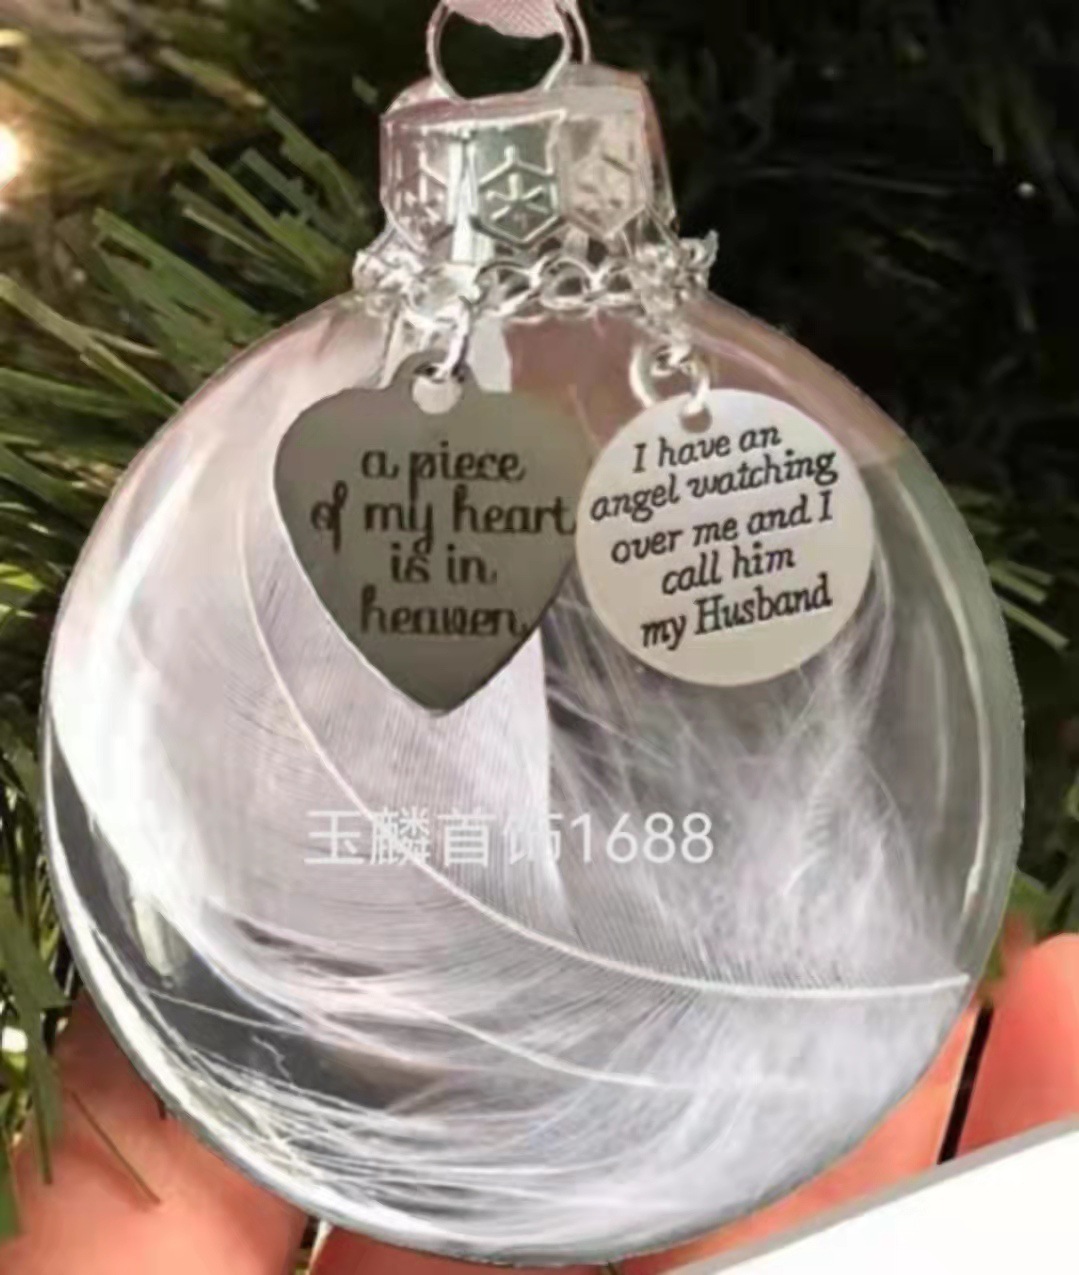 a piece
of my heart
is in
heaven
I have an
angel watching
over me and I
call him
my Husband
玉麟首饰1688